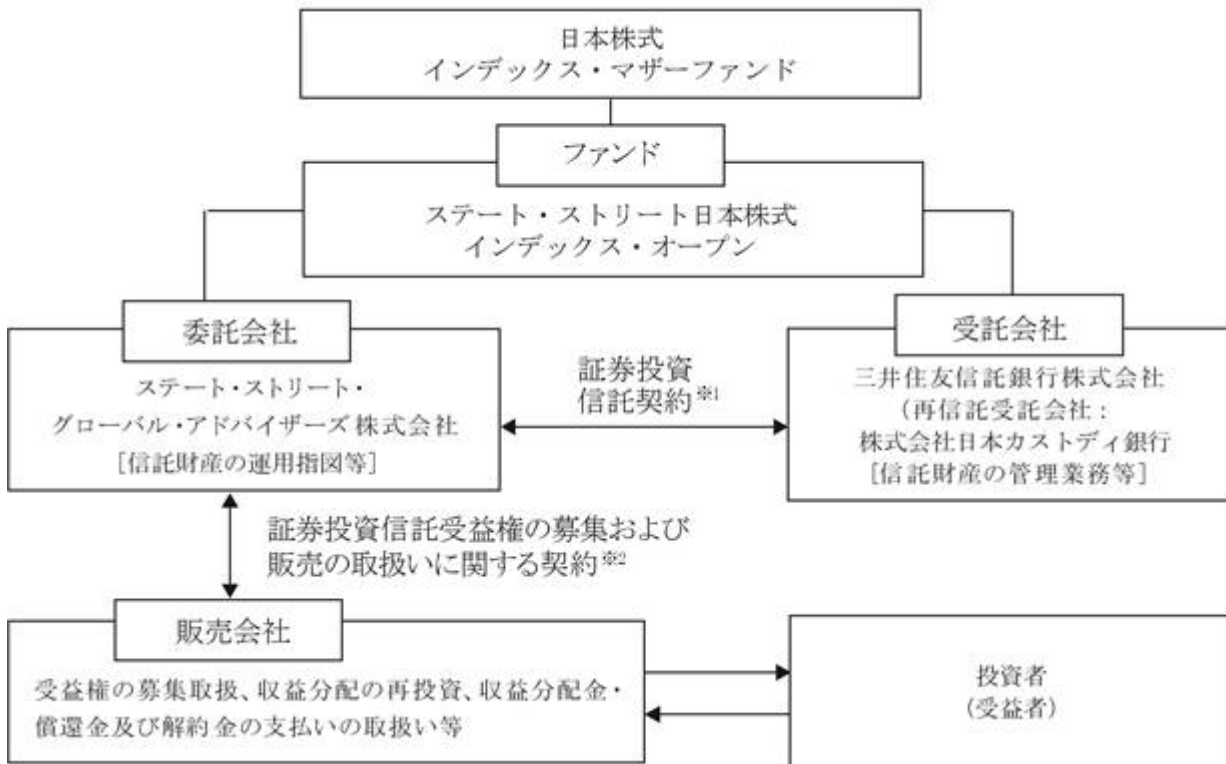 日本株式
インデックス・マザーファンド
ファンド
ステート・ストリート日本株式
インデックス・オープン
委託会社
ステート・ストリート・
グローバル・アドバイザーズ株式会社
[信託財産の運用指図等]
証券投資
信託契約※1
受託会社
三井住友信託銀行株式会社
(再信託受託会社:
株式会社日本カストディ銀行
[信託財産の管理業務等]
証券投資信託受益権の募集および
販売の取扱いに関する契約※2
販売会社
受益権の募集取扱、収益分配の再投資、収益分配金・
償還金及び解約金の支払いの取扱い等
投資者
(受益者)